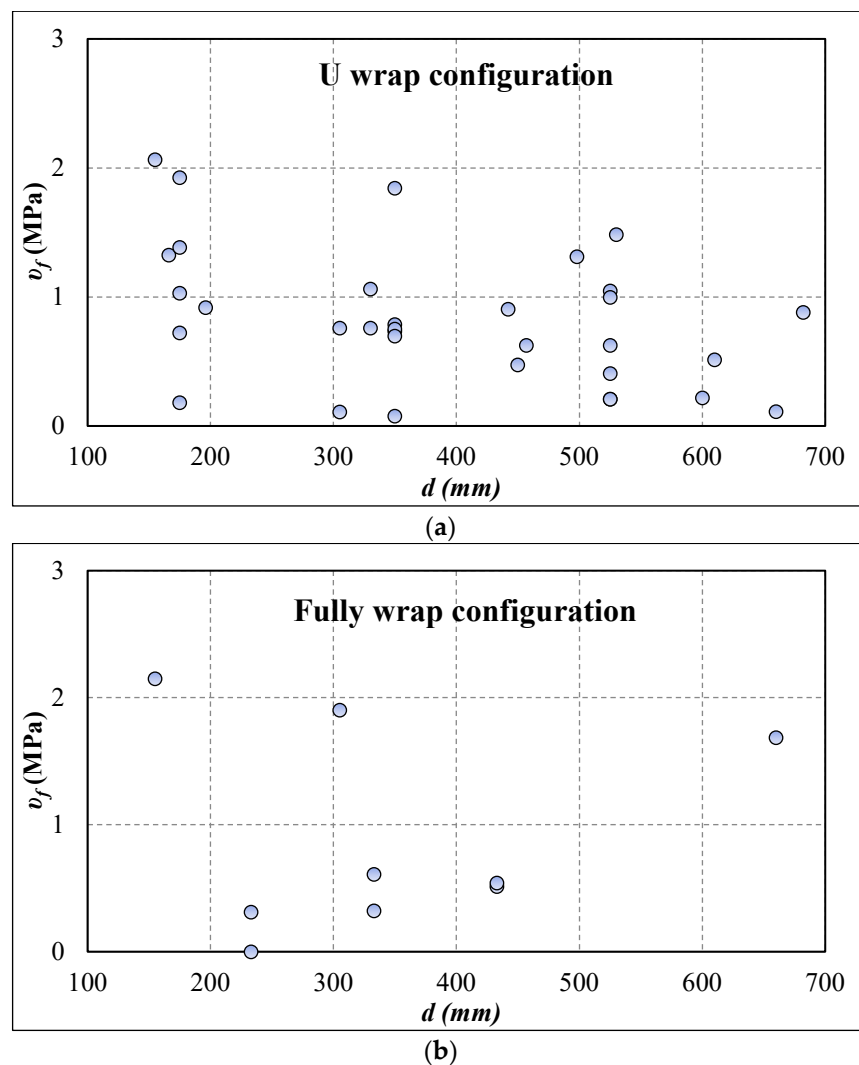 3
U wrap configuration
2
v_f (MPa)
1
0
100 200 300 400 500 600 700
d (mm)
(a)
3
Fully wrap configuration
2
v_f (MPa)
1
0
100 200 300 400 500 600 700
d (mm)
(b)